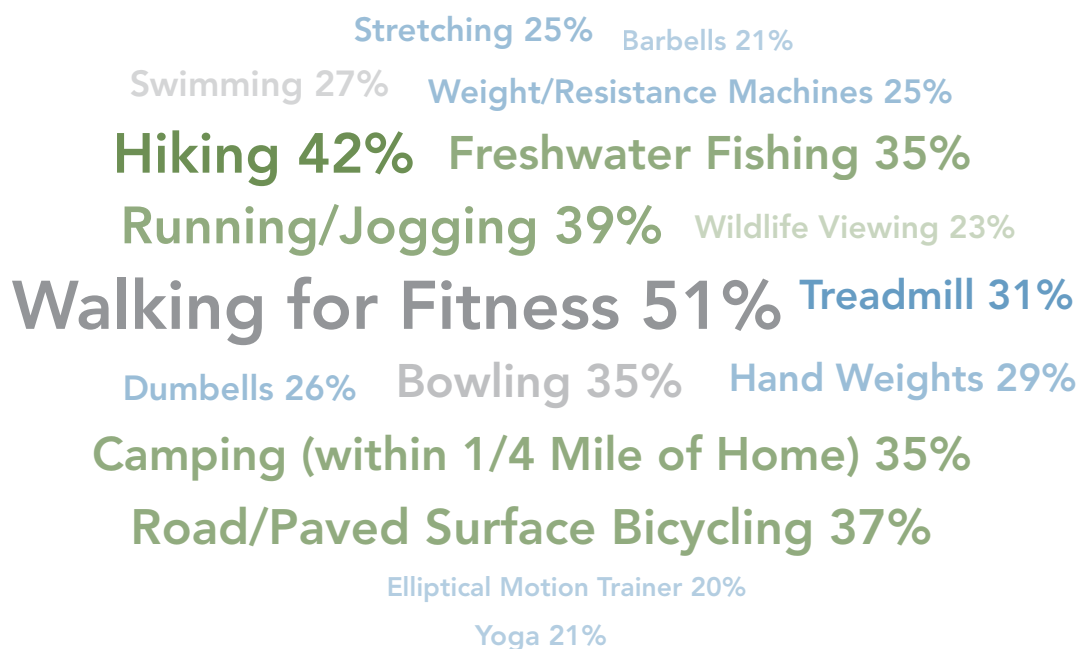 Stretching 25% Barbells 21%
Swimming 27% Weight/Resistance Machines 25%
Hiking 42% Freshwater Fishing 35%
Running/Jogging 39% Wildlife Viewing 23%
Walking for Fitness 51% Treadmill 31%
Dumbells 26% Bowling 35% Hand Weights 29%
Camping (within 1/4 Mile of Home) 35%
Road/Paved Surface Bicycling 37%
Elliptical Motion Trainer 20%
Yoga 21%